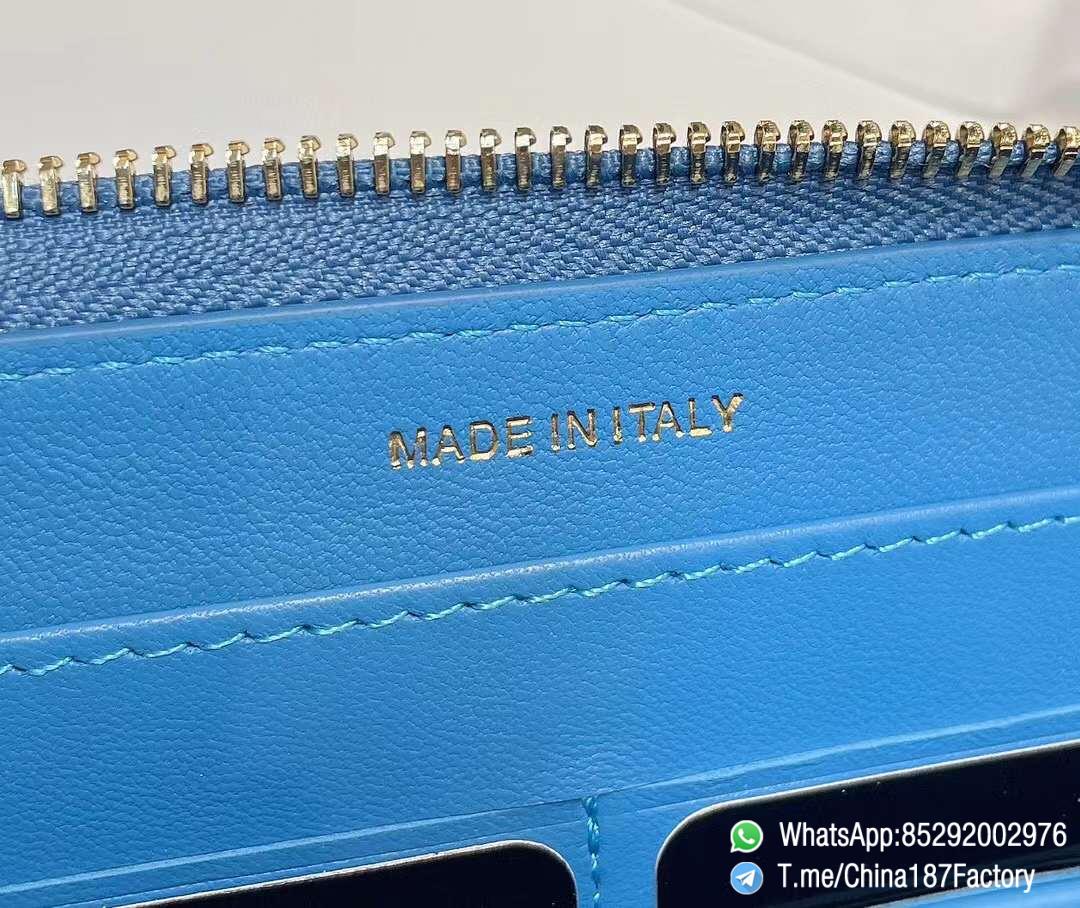 MADE IN ITALY
WhatsApp:85292002976
T.me/China187Factory